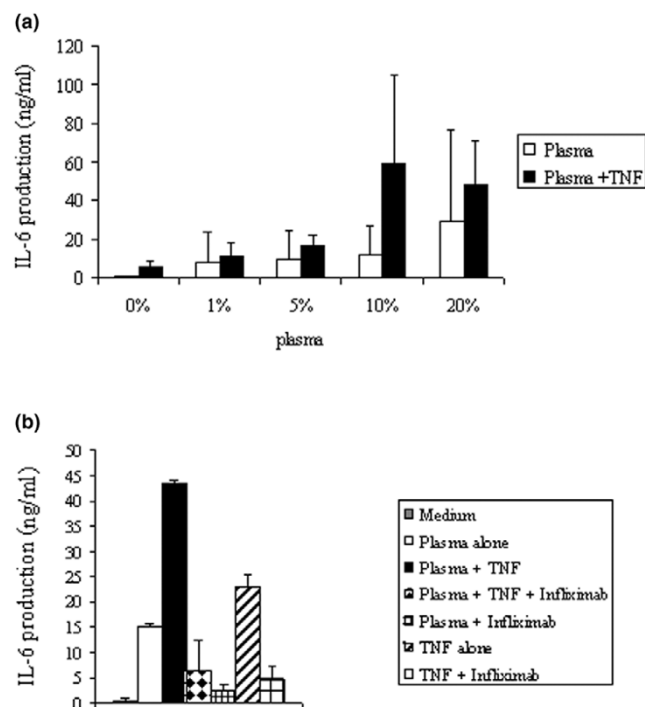 (a)
120
100
80
60
40
20
0
IL-6 production (ng/ml)
0% 1% 5% 10% 20%
plasma
Plasma
Plasma +TNF
(b)
50
45
40
35
30
25
20
15
10
5
0
IL-6 production (ng/ml)
Medium
Plasma alone
Plasma + TNF
Plasma + TNF + Infliximab
Plasma + Infliximab
TNF alone
TNF + Infliximab